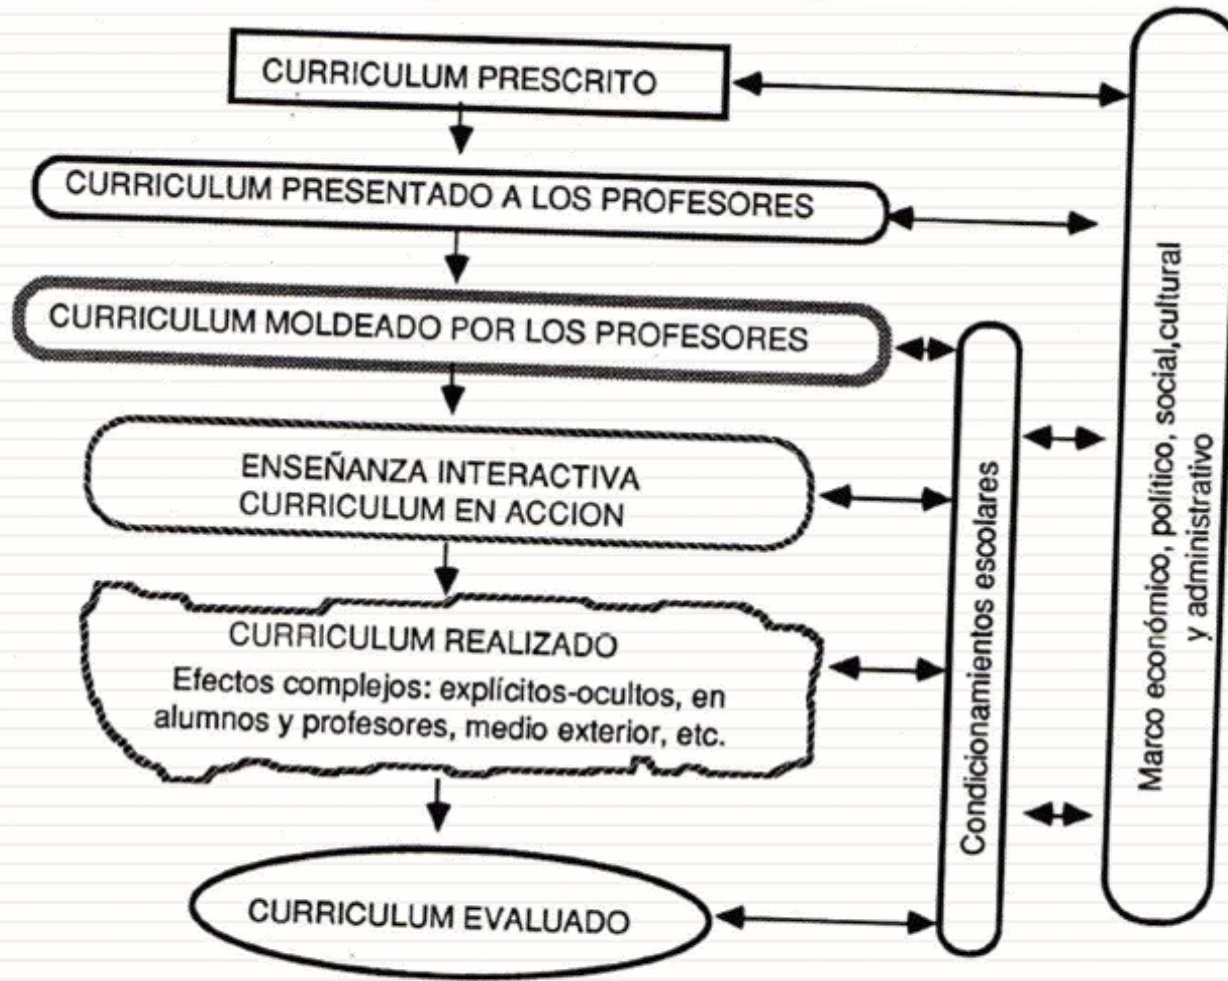 CURRICULUM PRESCRITO
CURRICULUM PRESENTADO A LOS PROFESORES
CURRICULUM MOLDEADO POR LOS PROFESORES
ENSEÑANZA INTERACTIVA
CURRICULUM EN ACCION
CURRICULUM REALIZADO
Efectos complejos: explícitos-ocultos, en
alumnos y profesores, medio exterior, etc.
CURRICULUM EVALUADO
Condicionamientos escolares
Marco económico, político, social,cultural
y administrativo